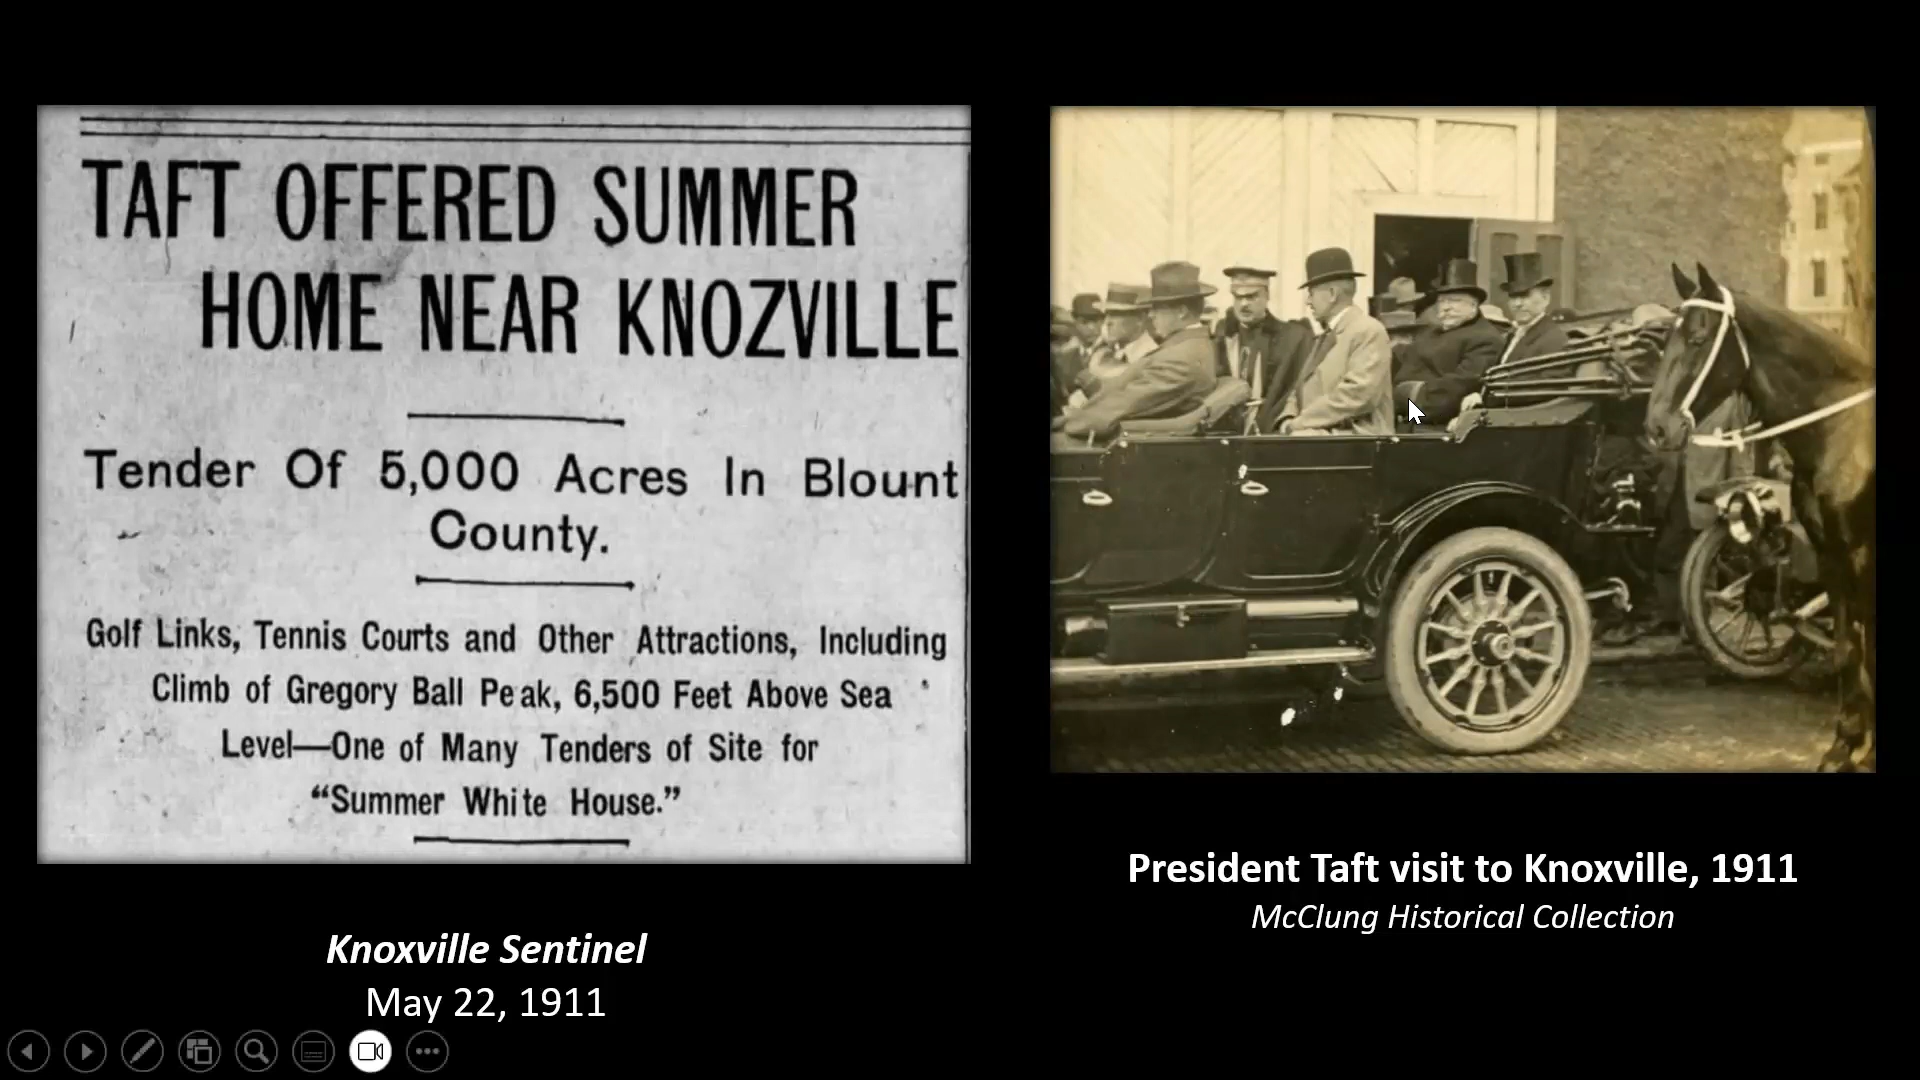 TAFT OFFERED SUMMER
HOME NEAR KNOZVILLE
Tender Of 5,000 Acres In Blount
County.
Golf Links, Tennis Courts and Other Attractions, Including
Climb of Gregory Ball Peak, 6,500 Feet Above Sea
Level—One of Many Tenders of Site for
“Summer White House.”
Knoxville Sentinel
May 22, 1911
President Taft visit to Knoxville, 1911
McClung Historical Collection